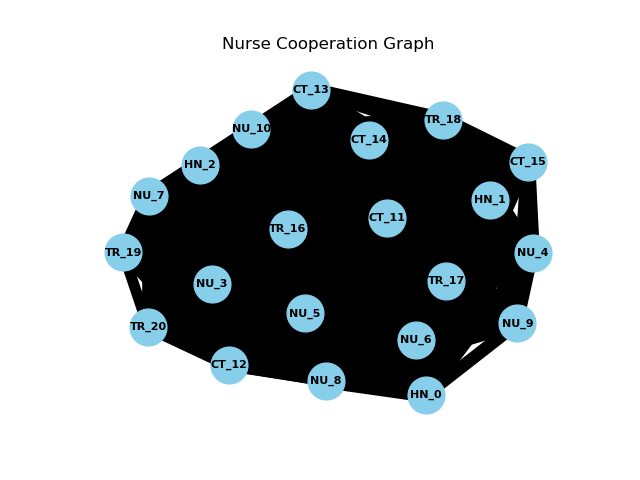 Nurse Cooperation Graph
CT_13
TR_18
NU_10
CT_14
CT_15
HN_2
NU_7
HN_1
CT_11
TR_16
TR_19
NU_4
TR_17
NU_3
NU_5
NU_9
TR_20
NU_6
CT_12
NU_8
HN_0